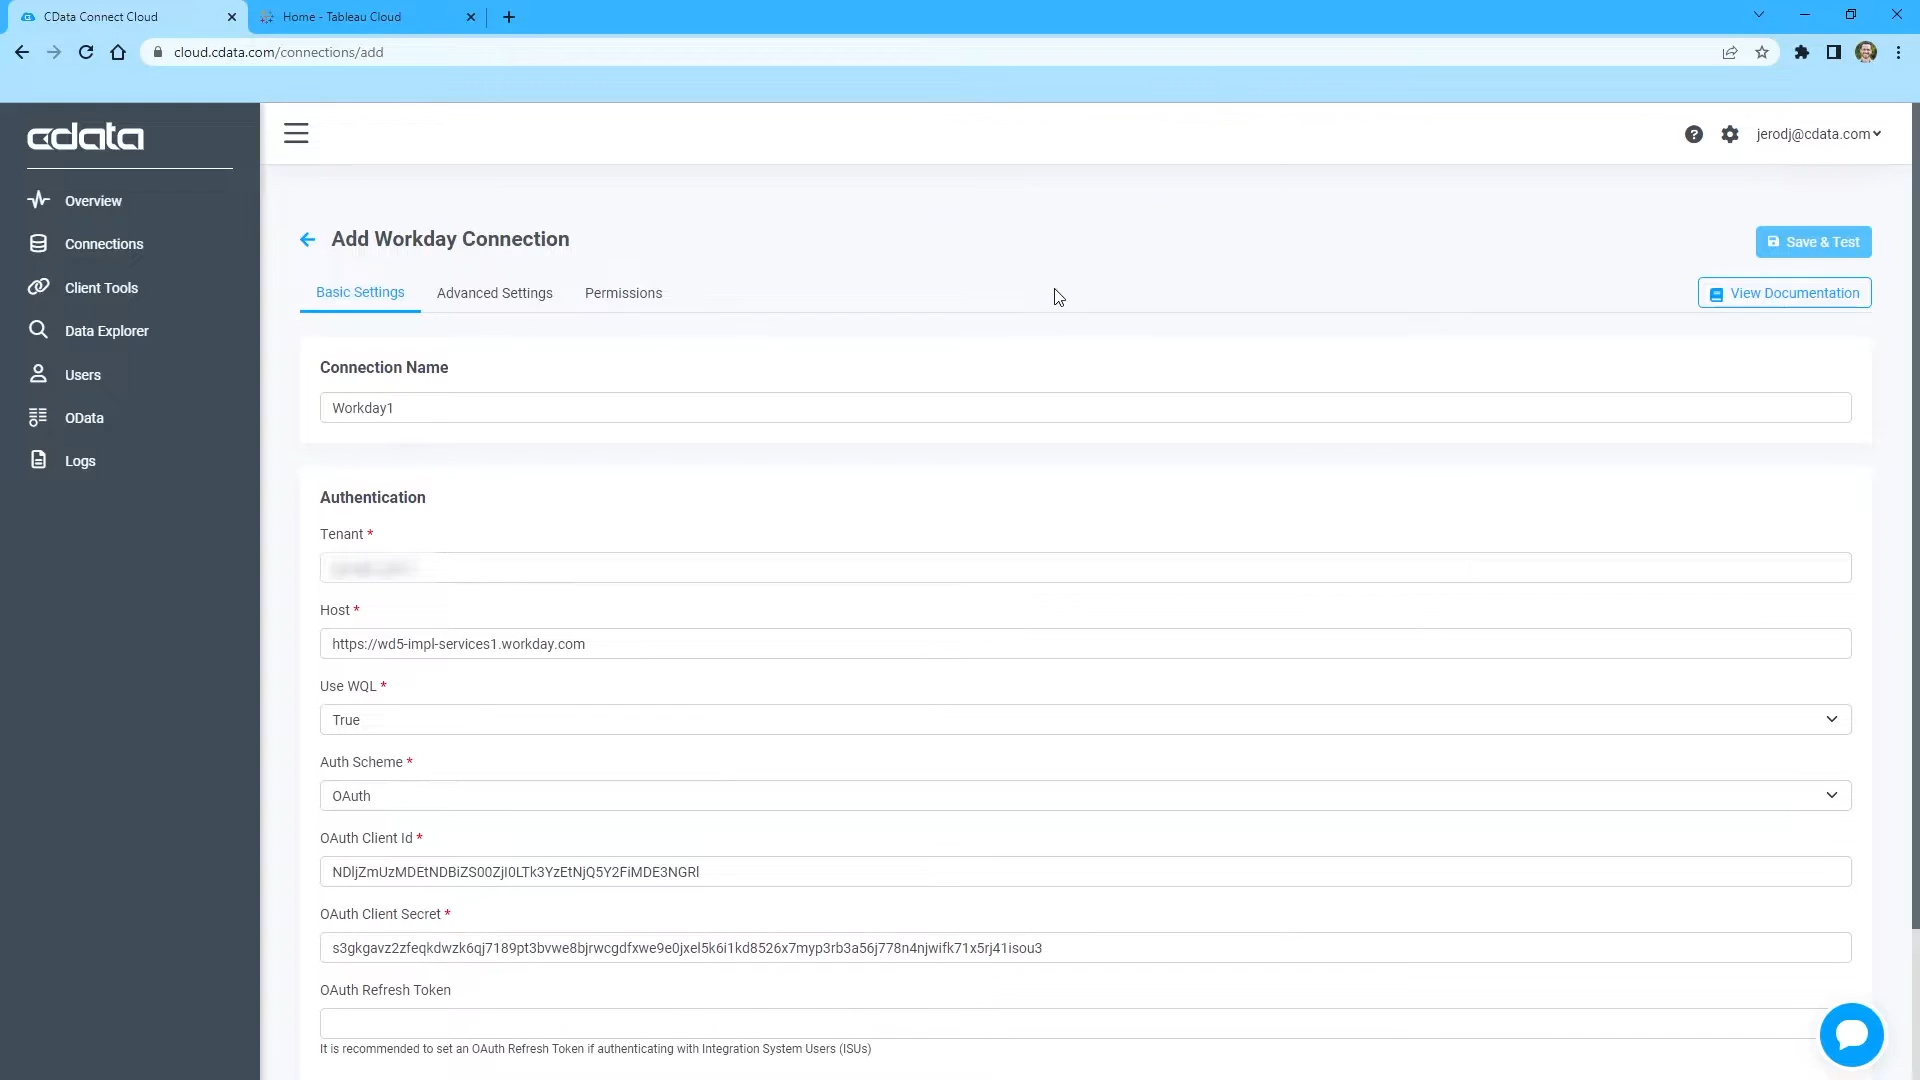 CData Connect Cloud
Home - Tableau Cloud
cloud.cdata.com/connections/add
cdata
jerodj@cdata.com
Overview
Connections
Client Tools
Data Explorer
Users
OData
Logs
Add Workday Connection
Save & Test
Basic Settings
Advanced Settings
Permissions
View Documentation
Connection Name
Workday1
Authentication
Tenant *
Host *
https://wd5-impl-services1.workday.com
Use WQL *
True
Auth Scheme *
OAuth
OAuth Client Id *
NDljZmUzMDEtNDBiZS00ZjI0LTk3YzEtNjQ5Y2FiMDE3NGRl
OAuth Client Secret *
s3gkgavz2zfeqkdwzk6qj7189pt3bvwe8bjrwcgdfxwe9e0jxel5k6i1kd8526x7myp3rb3a56j778n4njwifk71x5rj41isou3
OAuth Refresh Token
It is recommended to set an OAuth Refresh Token if authenticating with Integration System Users (ISUs)